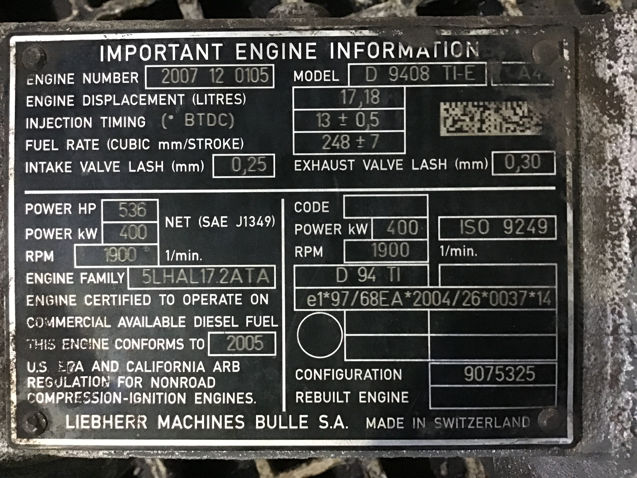 IMPORTANT ENGINE INFORMATION
ENGINE NUMBER 2007 12 0105 MODEL D 9408 TI-E A4
ENGINE DISPLACEMENT (LITRES) 17,18
INJECTION TIMING (° BTDC) 13 ± 0,5
FUEL RATE (CUBIC mm/STROKE) 248 ± 7
INTAKE VALVE LASH (mm) 0,25 EXHAUST VALVE LASH (mm) 0,30
POWER HP 536
POWER kW 400 NET (SAE J1349)
RPM 1900 1/min.
ENGINE FAMILY 5LHAL17.2ATA
ENGINE CERTIFIED TO OPERATE ON
COMMERCIAL AVAILABLE DIESEL FUEL
THIS ENGINE CONFORMS TO 2005
U.S EPA AND CALIFORNIA ARB
REGULATION FOR NONROAD
COMPRESSION-IGNITION ENGINES.
CODE
POWER kW 400 ISO 9249
RPM 1900 1/min.
D 94 TI
e1*97/68EA*2004/26*0037*14
CONFIGURATION 9075325
REBUILT ENGINE
LIEBHERR MACHINES BULLE S.A. MADE IN SWITZERLAND